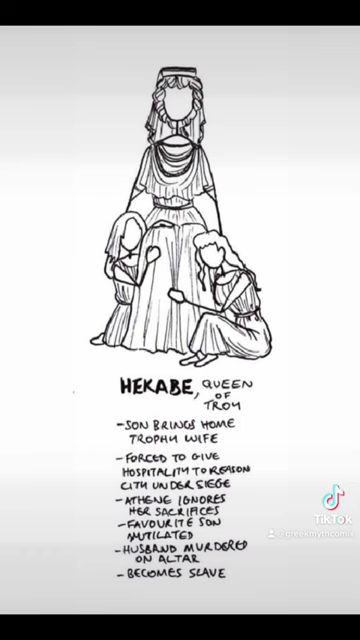 HEKABE, QUEEN
OF
TROY
-SON BRINGS HOME
TROPHY WIFE
-FORCED TO GIVE
HOSPITALITY TO REASON
CITY UNDER SIEGE
-ATHENE IGNORES
HER SACRIFICES
-FAVOURITE SON
MUTILATED
-HUSBAND MURDERED
ON ALTAR
-BECOMES SLAVE
TikTok
@greekmythcomix